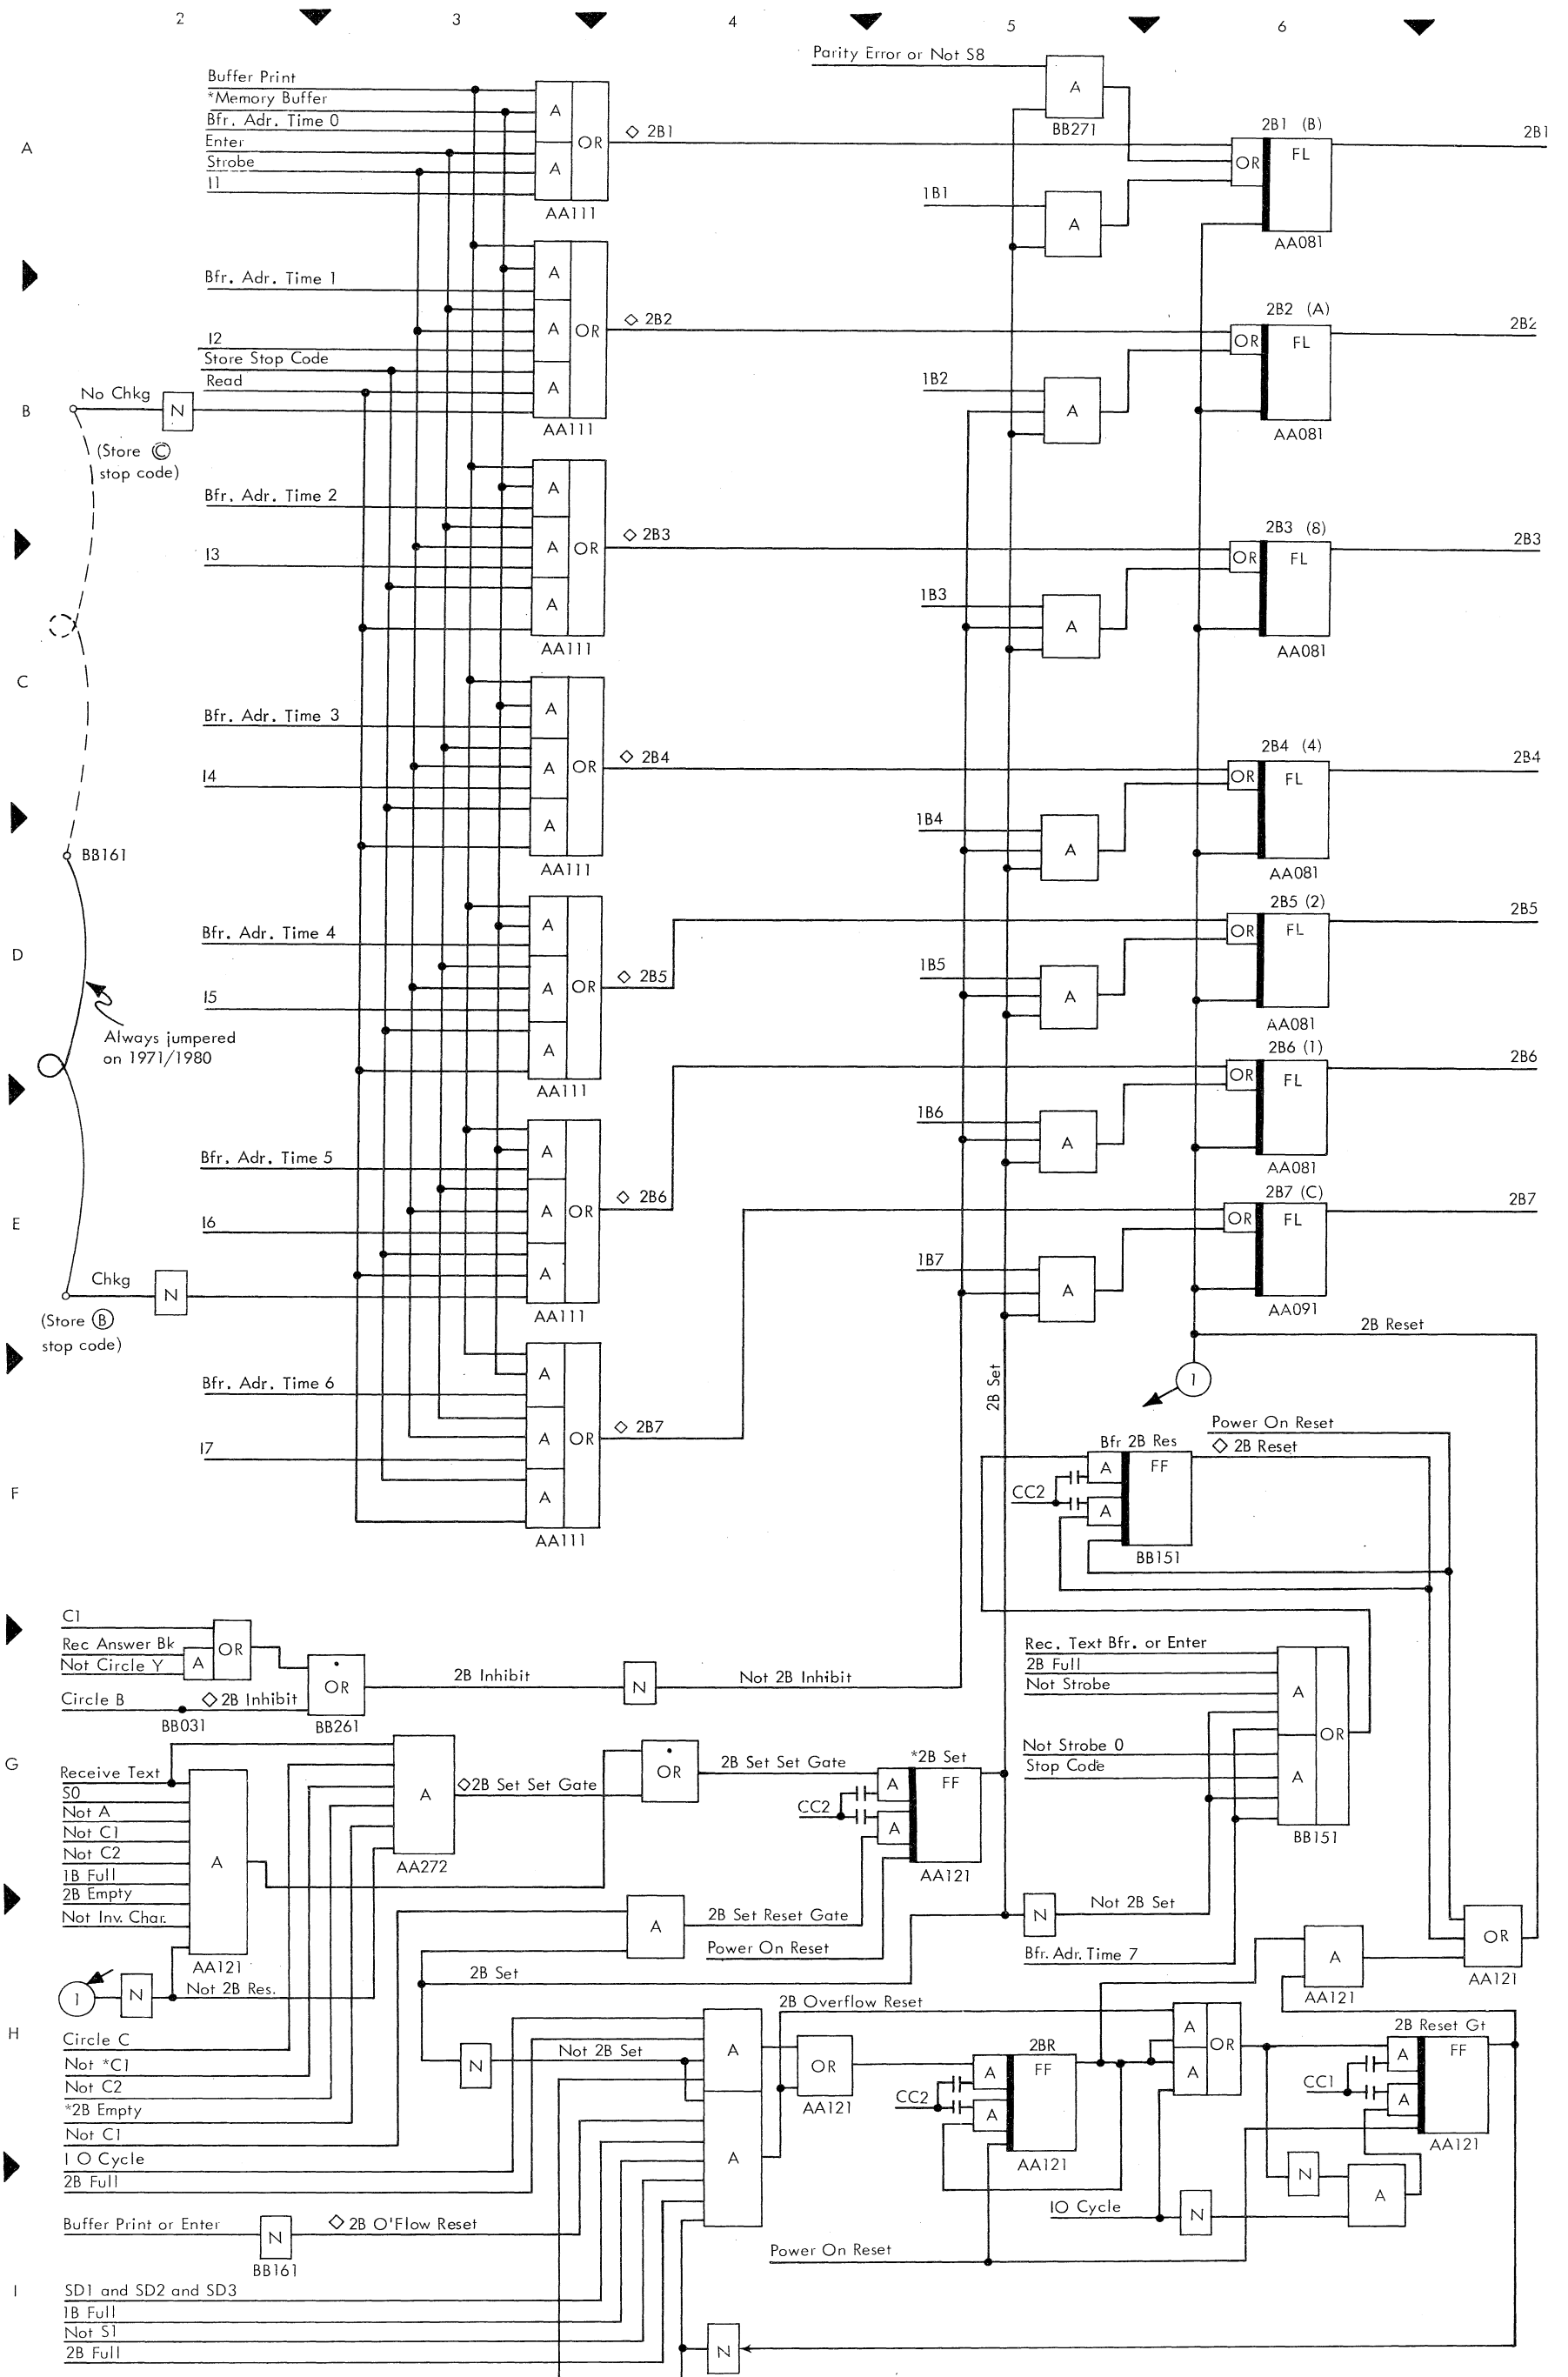 2 3 4 5 6
Parity Error or Not S8
A
BB271
Buffer Print
*Memory Buffer
Bfr. Adr. Time 0
Enter
Strobe
I1
A
A
OR
AA111
◇ 2B1
A
1B1
A
OR
2B1 (B)
FL
AA081
2B1
Bfr. Adr. Time 1
I2
Store Stop Code
Read
A
A
A
OR
AA111
◇ 2B2
1B2
A
OR
2B2 (A)
FL
AA081
2B2
B
No Chkg
N
(Store Ⓒ
stop code)
Bfr. Adr. Time 2
I3
A
A
A
OR
AA111
◇ 2B3
1B3
A
OR
2B3 (8)
FL
AA081
2B3
C
Bfr. Adr. Time 3
I4
A
A
A
OR
AA111
◇ 2B4
1B4
A
OR
2B4 (4)
FL
AA081
2B4
BB161
D
Bfr. Adr. Time 4
I5
A
A
A
OR
AA111
◇ 2B5
1B5
A
OR
2B5 (2)
FL
AA081
2B5
Always jumpered
on 1971/1980
Bfr. Adr. Time 5
I6
A
A
A
OR
AA111
◇ 2B6
1B6
A
OR
2B6 (1)
FL
AA081
2B6
E
Chkg
N
(Store Ⓑ
stop code)
Bfr. Adr. Time 6
I7
A
A
A
OR
AA111
◇ 2B7
1B7
A
OR
2B7 (C)
FL
AA091
2B7
2B Reset
1
2B Set
F
Power On Reset
◇ 2B Reset
Bfr 2B Res
A
A
FF
CC2
BB151
C1
Rec Answer Bk
Not Circle Y
A
OR
Circle B
◇ 2B Inhibit
BB031
OR
BB261
2B Inhibit
N
Not 2B Inhibit
Rec. Text Bfr. or Enter
2B Full
Not Strobe
Not Strobe 0
Stop Code
A
A
OR
BB151
G
Receive Text
S0
Not A
Not C1
Not C2
1B Full
2B Empty
Not Inv. Char.
A
AA121
A
AA272
◇2B Set Set Gate
OR
2B Set Set Gate
*2B Set
A
A
FF
CC2
AA121
A
2B Set Reset Gate
Power On Reset
2B Set
N
Not 2B Set
Bfr. Adr. Time 7
A
AA121
OR
AA121
1
N
Not 2B Res.
H
Circle C
Not *C1
Not C2
*2B Empty
Not C1
I O Cycle
2B Full
N
Not 2B Set
A
A
2B Overflow Reset
OR
AA121
2BR
A
A
FF
CC2
AA121
A
A
OR
2B Reset Gt
A
A
FF
CC1
AA121
N
A
IO Cycle
N
Power On Reset
Buffer Print or Enter
N
BB161
◇ 2B O'Flow Reset
I
SD1 and SD2 and SD3
1B Full
Not S1
2B Full
N